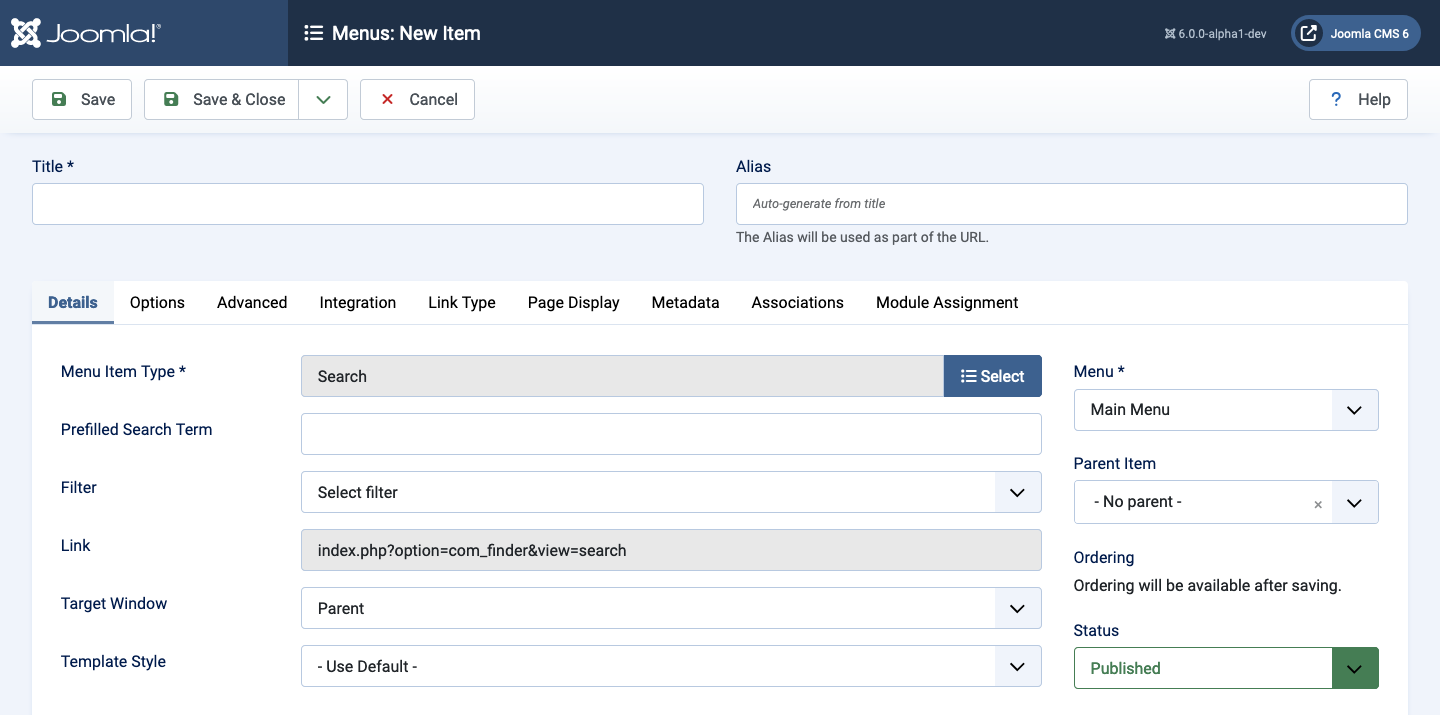 Joomla!®
Menus: New Item
6.0.0-alpha1-dev
Joomla CMS 6
Save
Save & Close
Cancel
? Help
Title *
Alias
Auto-generate from title
The Alias will be used as part of the URL.
Details Options Advanced Integration Link Type Page Display Metadata Associations Module Assignment
Menu Item Type *
Search
Select
Prefilled Search Term
Filter
Select filter
Link
index.php?option=com_finder&view=search
Target Window
Parent
Template Style
- Use Default -
Menu *
Main Menu
Parent Item
- No parent -
×
Ordering
Ordering will be available after saving.
Status
Published